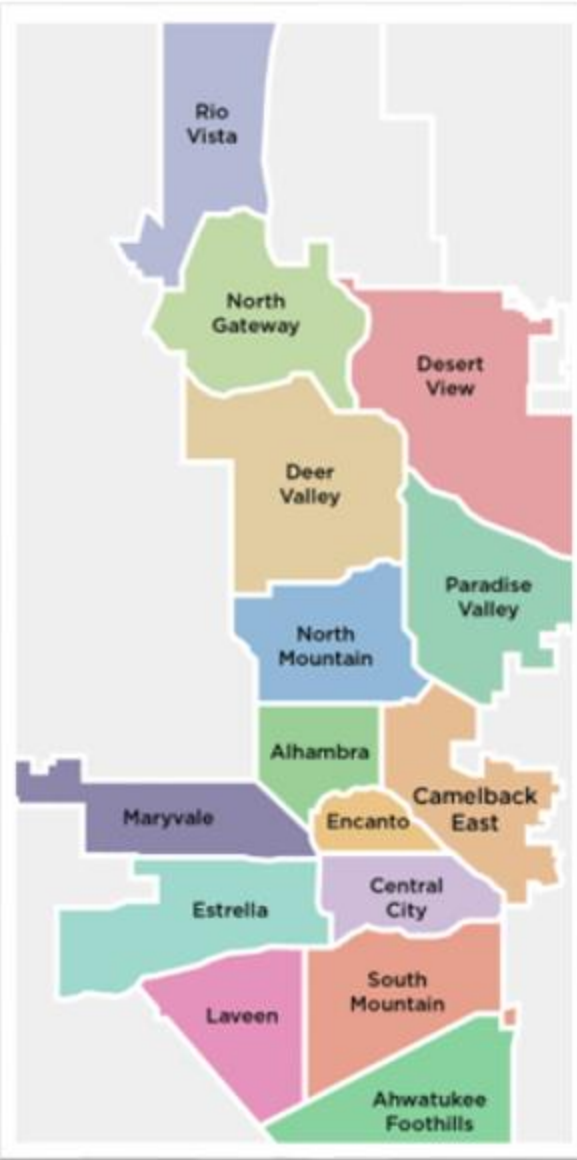 Rio
Vista
North
Gateway
Desert
View
Deer
Valley
Paradise
Valley
North
Mountain
Alhambra
Camelback
East
Maryvale
Encanto
Central
City
Estrella
South
Mountain
Laveen
Ahwatukee
Foothills